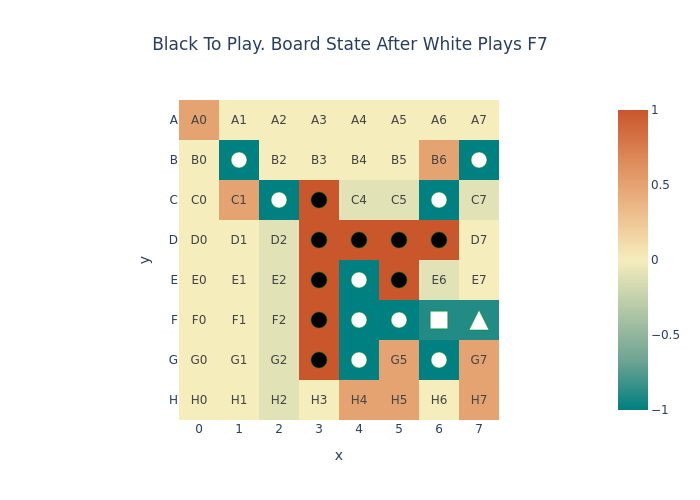 Black To Play. Board State After White Plays F7
A A0 A1 A2 A3 A4 A5 A6 A7
B B0 B2 B3 B4 B5 B6
C C0 C1 C4 C5 C7
D D0 D1 D2 D7
E E0 E1 E2 E6 E7
F F0 F1 F2
G G0 G1 G2 G5 G7
H H0 H1 H2 H3 H4 H5 H6 H7
0 1 2 3 4 5 6 7
x
y
1
0.5
0
−0.5
−1